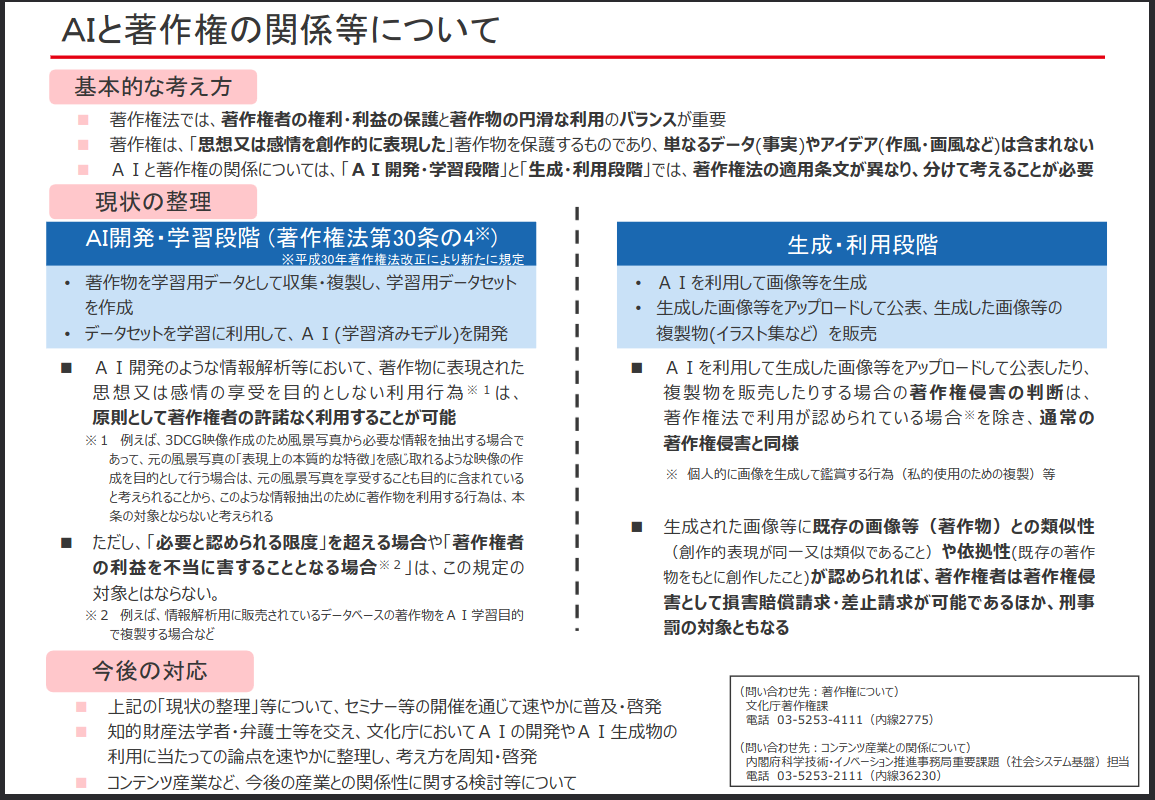 AIと著作権の関係等について
基本的な考え方
■ 著作権法では、著作権者の権利・利益の保護と著作物の円滑な利用のバランスが重要
■ 著作権は、「思想又は感情を創作的に表現した」著作物を保護するものであり、単なるデータ(事実)やアイデア(作風・画風など)は含まれない
■ ＡＩと著作権の関係については、「ＡＩ開発・学習段階」と「生成・利用段階」では、著作権法の適用条文が異なり、分けて考えることが必要
現状の整理
AI開発・学習段階（著作権法第30条の4※）
※平成30年著作権法改正により新たに規定
• 著作物を学習用データとして収集・複製し、学習用データセット
を作成
• データセットを学習に利用して、ＡＩ(学習済みモデル)を開発
■ ＡＩ開発のような情報解析等において、著作物に表現された
思想又は感情の享受を目的としない利用行為※１は、
原則として著作権者の許諾なく利用することが可能
※１ 例えば、3DCG映像作成のため風景写真から必要な情報を抽出する場合で
あって、元の風景写真の「表現上の本質的な特徴」を感じ取れるような映像の作
成を目的として行う場合は、元の風景写真を享受することも目的に含まれている
と考えられることから、このような情報抽出のために著作物を利用する行為は、本
条の対象とならないと考えられる
■ ただし、「必要と認められる限度」を超える場合や「著作権者
の利益を不当に害することとなる場合※２」は、この規定の
対象とはならない。
※２ 例えば、情報解析用に販売されているデータベースの著作物をＡＩ学習目的
で複製する場合など
生成・利用段階
• ＡＩを利用して画像等を生成
• 生成した画像等をアップロードして公表、生成した画像等の
複製物(イラスト集など）を販売
■ ＡＩを利用して生成した画像等をアップロードして公表したり、
複製物を販売したりする場合の著作権侵害の判断は、
著作権法で利用が認められている場合※を除き、通常の
著作権侵害と同様
※ 個人的に画像を生成して鑑賞する行為（私的使用のための複製）等
■ 生成された画像等に既存の画像等（著作物）との類似性
（創作的表現が同一又は類似であること）や依拠性(既存の著作
物をもとに創作したこと)が認められれば、著作権者は著作権侵
害として損害賠償請求・差止請求が可能であるほか、刑事
罰の対象ともなる
今後の対応
■ 上記の「現状の整理」等について、セミナー等の開催を通じて速やかに普及・啓発
■ 知的財産法学者・弁護士等を交え、文化庁においてＡＩの開発やＡＩ生成物の
利用に当たっての論点を速やかに整理し、考え方を周知・啓発
■ コンテンツ産業など、今後の産業との関係性に関する検討等について
（問い合わせ先：著作権について）
文化庁著作権課
電話 03-5253-4111（内線2775）
（問い合わせ先：コンテンツ産業との関係について）
内閣府科学技術・イノベーション推進事務局重要課題（社会システム基盤）担当
電話 03-5253-2111（内線36230）